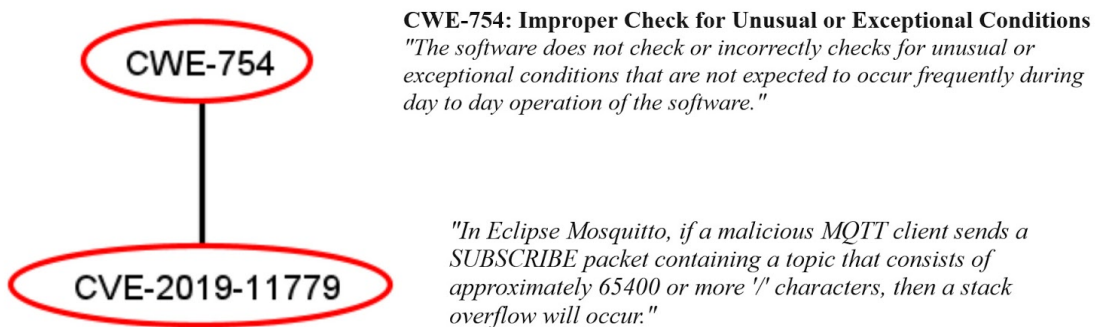 CWE-754
CWE-754: Improper Check for Unusual or Exceptional Conditions
"The software does not check or incorrectly checks for unusual or
exceptional conditions that are not expected to occur frequently during
day to day operation of the software."
CVE-2019-11779
"In Eclipse Mosquitto, if a malicious MQTT client sends a
SUBSCRIBE packet containing a topic that consists of
approximately 65400 or more '/' characters, then a stack
overflow will occur."